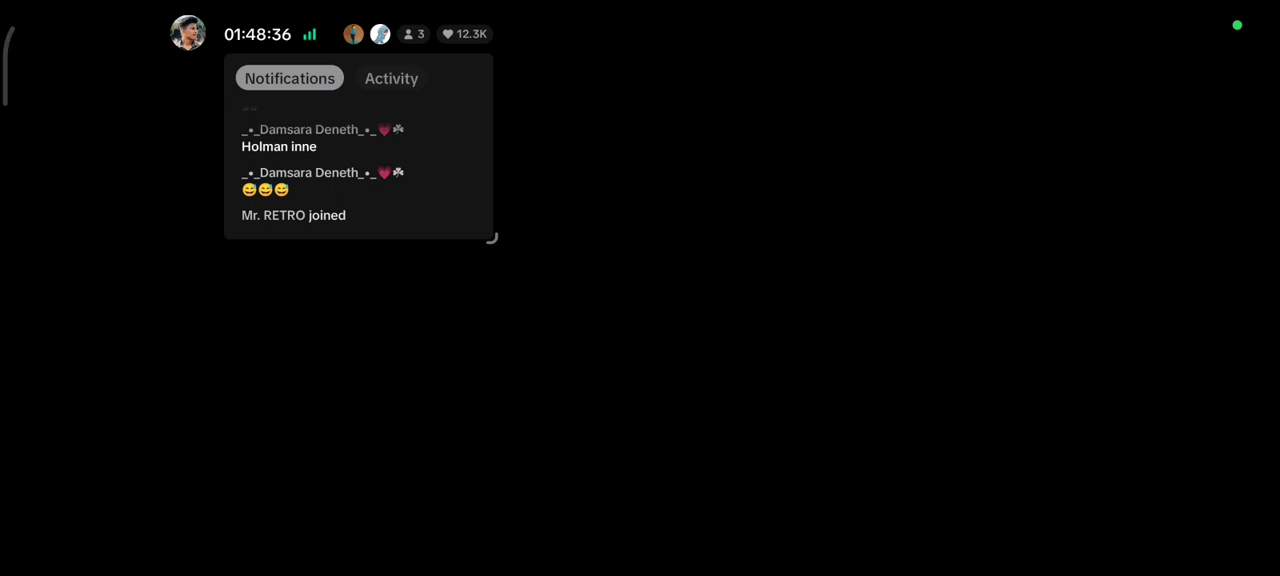 01:48:36 3 12.3K
Notifications Activity
_•_Damsara Deneth_•_💗☘
Holman inne
_•_Damsara Deneth_•_💗☘
😅😅😅
Mr. RETRO joined